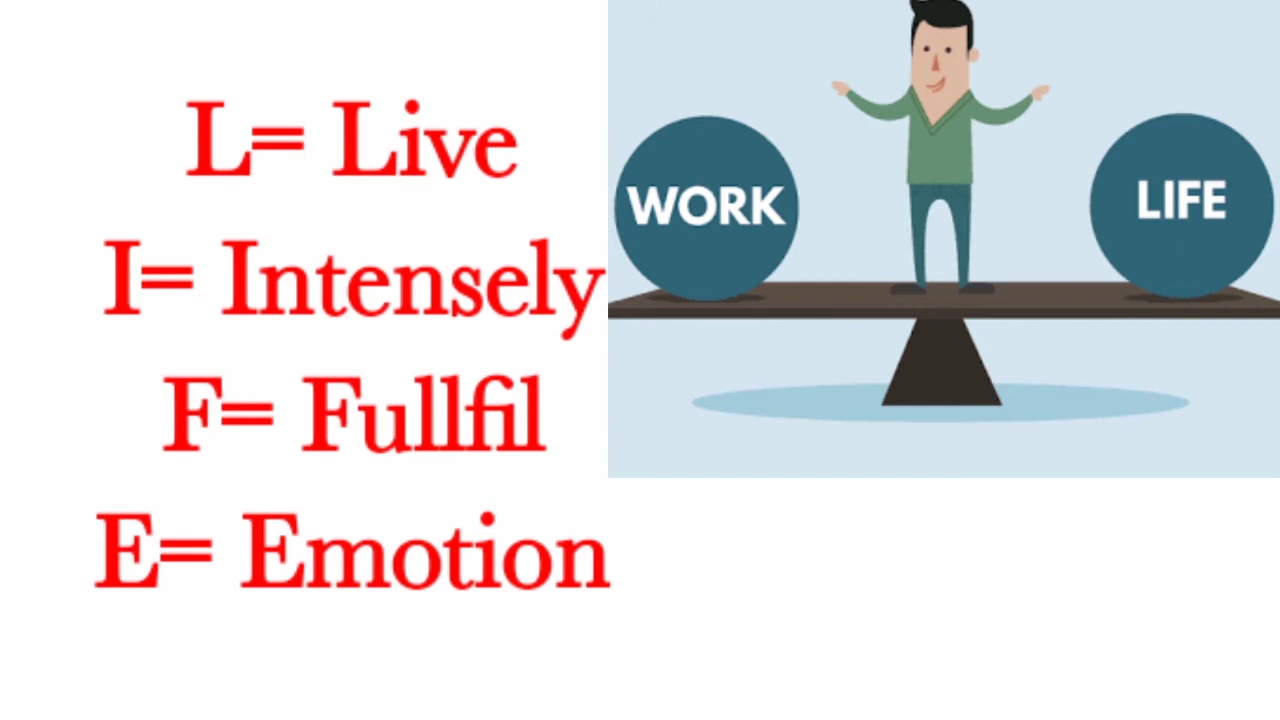 L= Live
I= Intensely
F= Fullfil
E= Emotion
WORK
LIFE